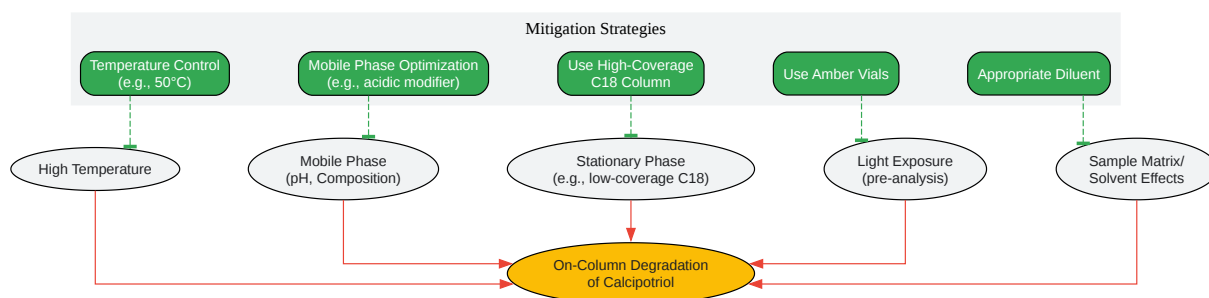 Mitigation Strategies
Temperature Control
(e.g., 50°C)
Mobile Phase Optimization
(e.g., acidic modifier)
Use High-Coverage
C18 Column
Use Amber Vials
Appropriate Diluent
High Temperature
Mobile Phase
(pH, Composition)
Stationary Phase
(e.g., low-coverage C18)
Light Exposure
(pre-analysis)
Sample Matrix/
Solvent Effects
On-Column Degradation
of Calcipotriol